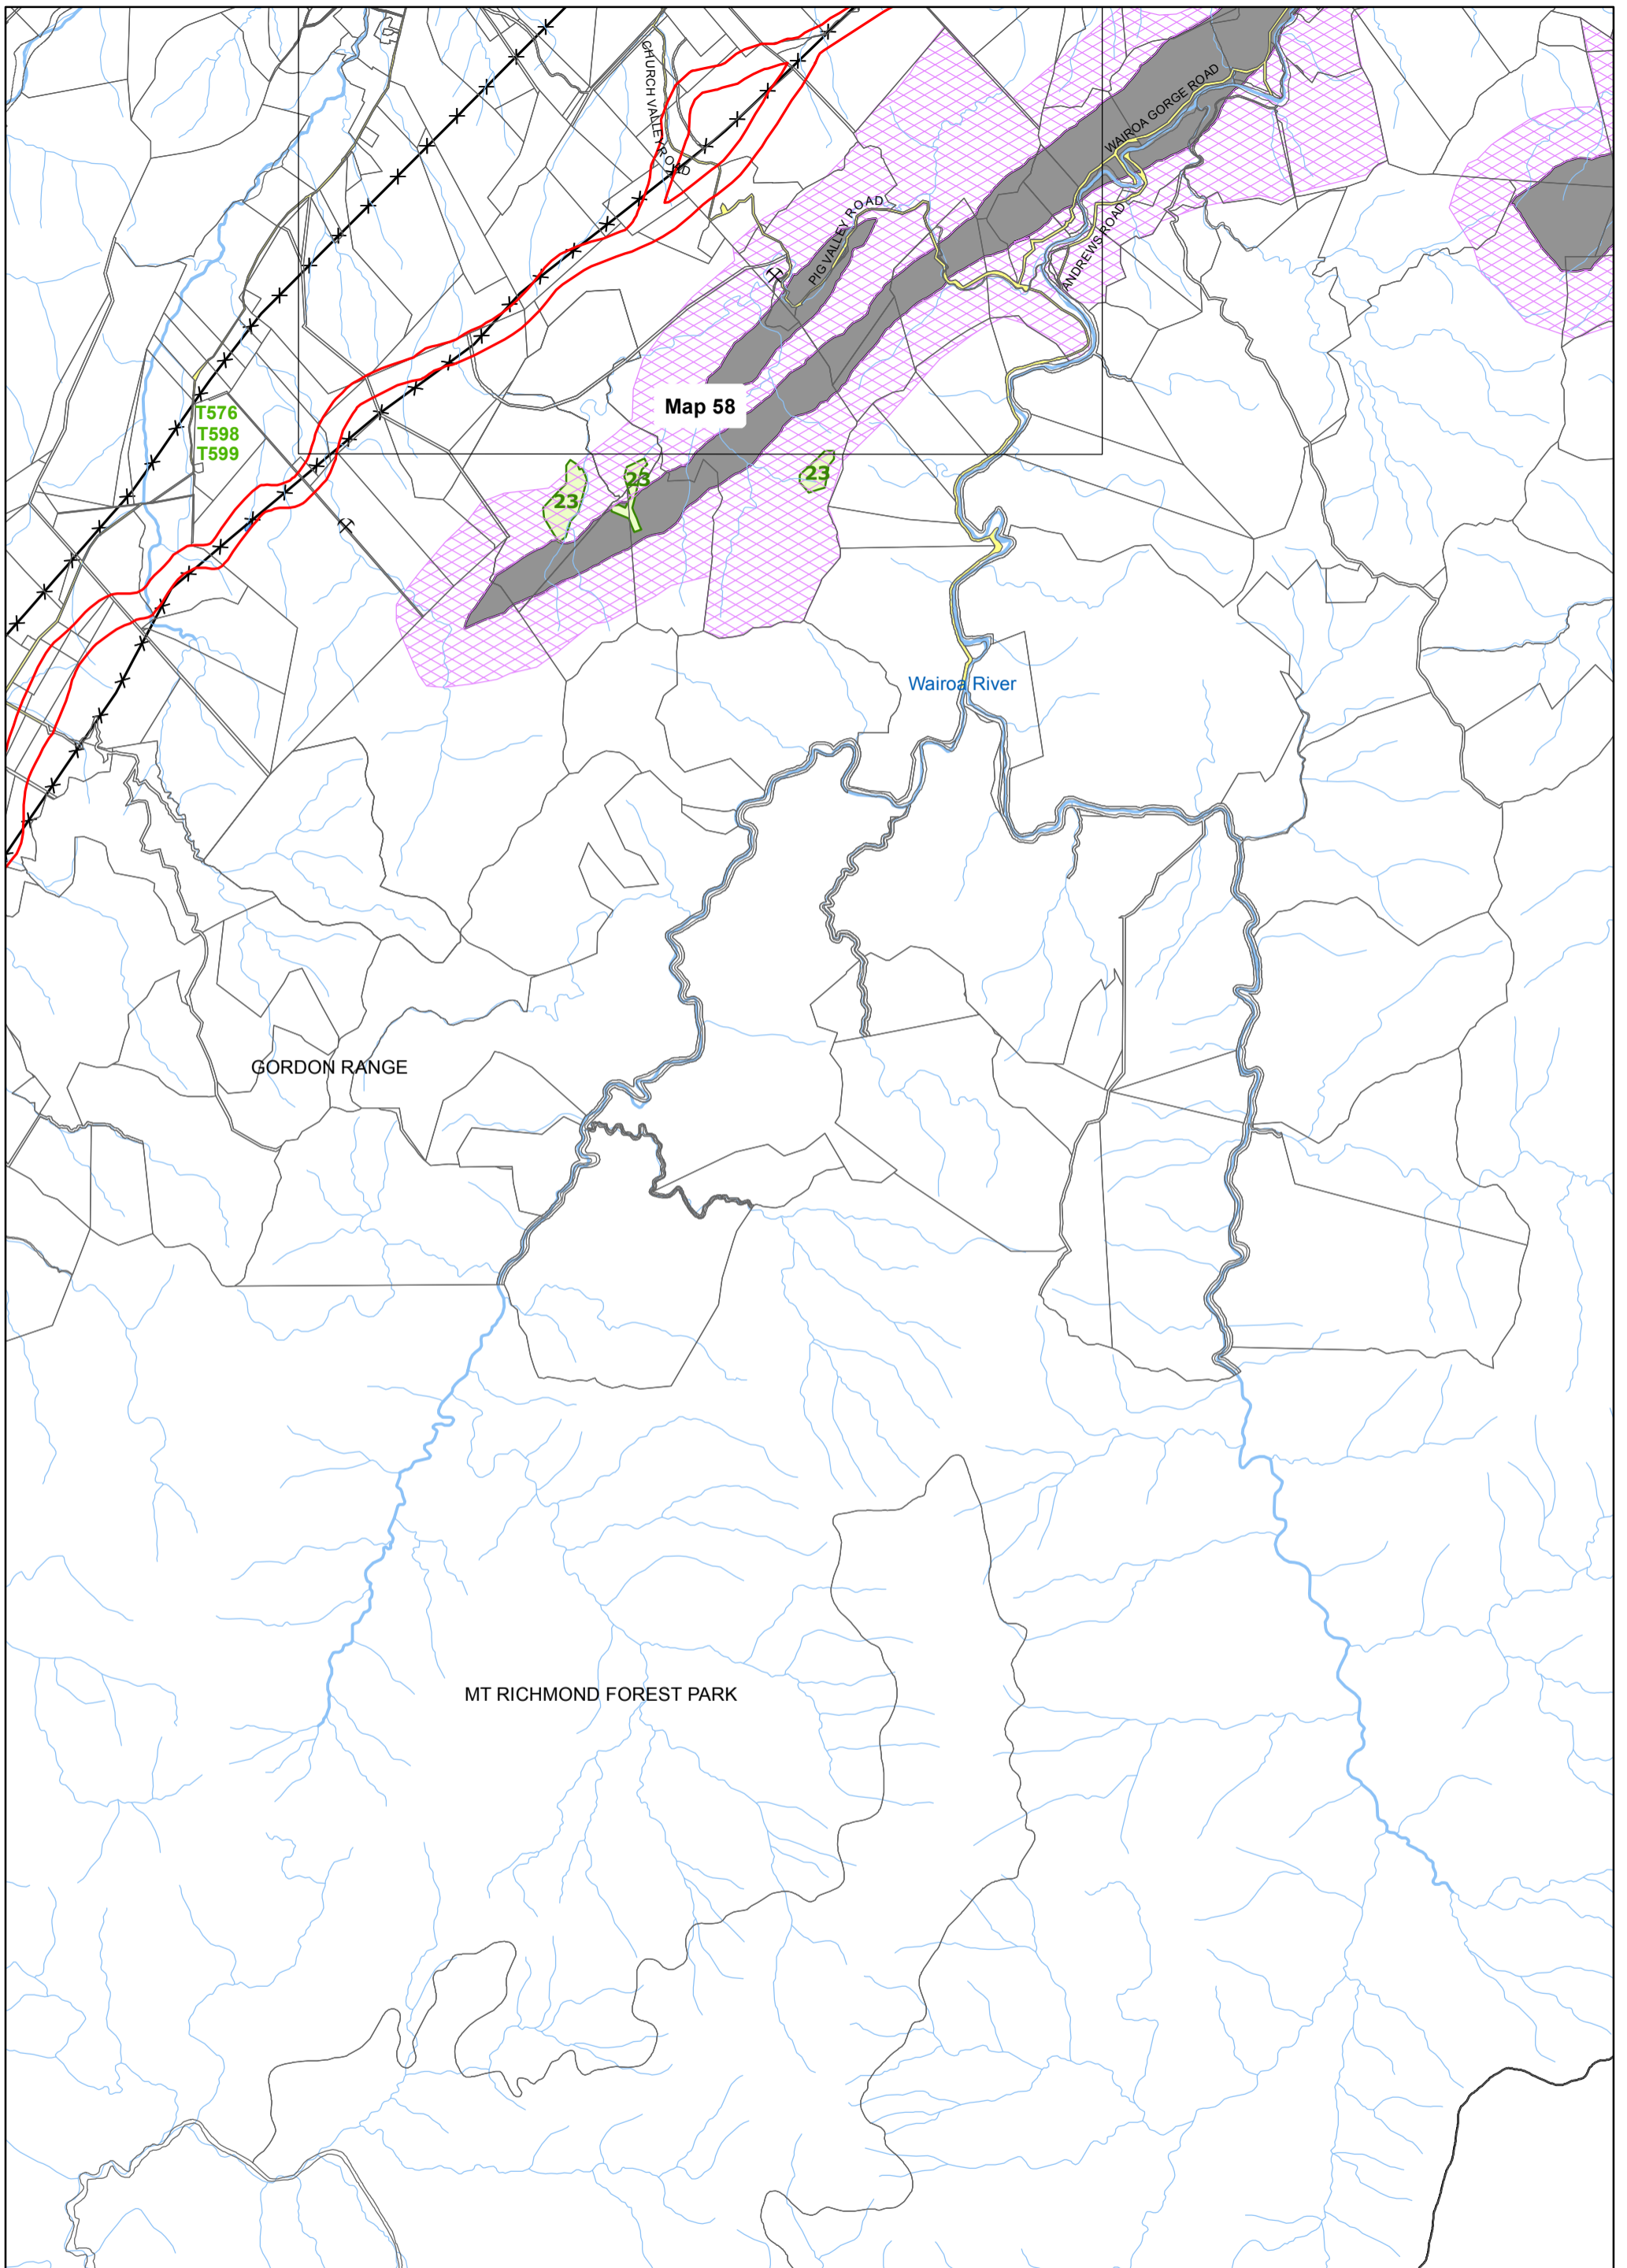 CHURCH VALLEY ROAD
WAIROA GORGE ROAD
PIG VALLEY ROAD
ANDREWS ROAD
Map 58
T576
T598
T599
23
23
23
Wairoa River
GORDON RANGE
MT RICHMOND FOREST PARK